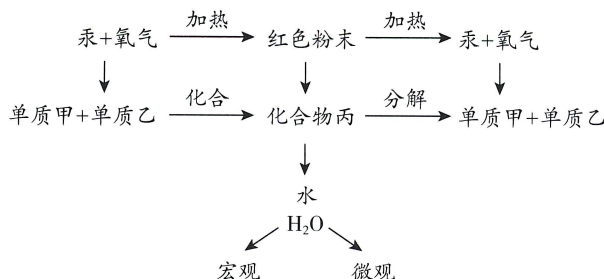 加热 加热
汞+氧气 红色粉末 汞+氧气
化合 分解
单质甲+单质乙 化合物丙 单质甲+单质乙
水
H₂O
宏观 微观